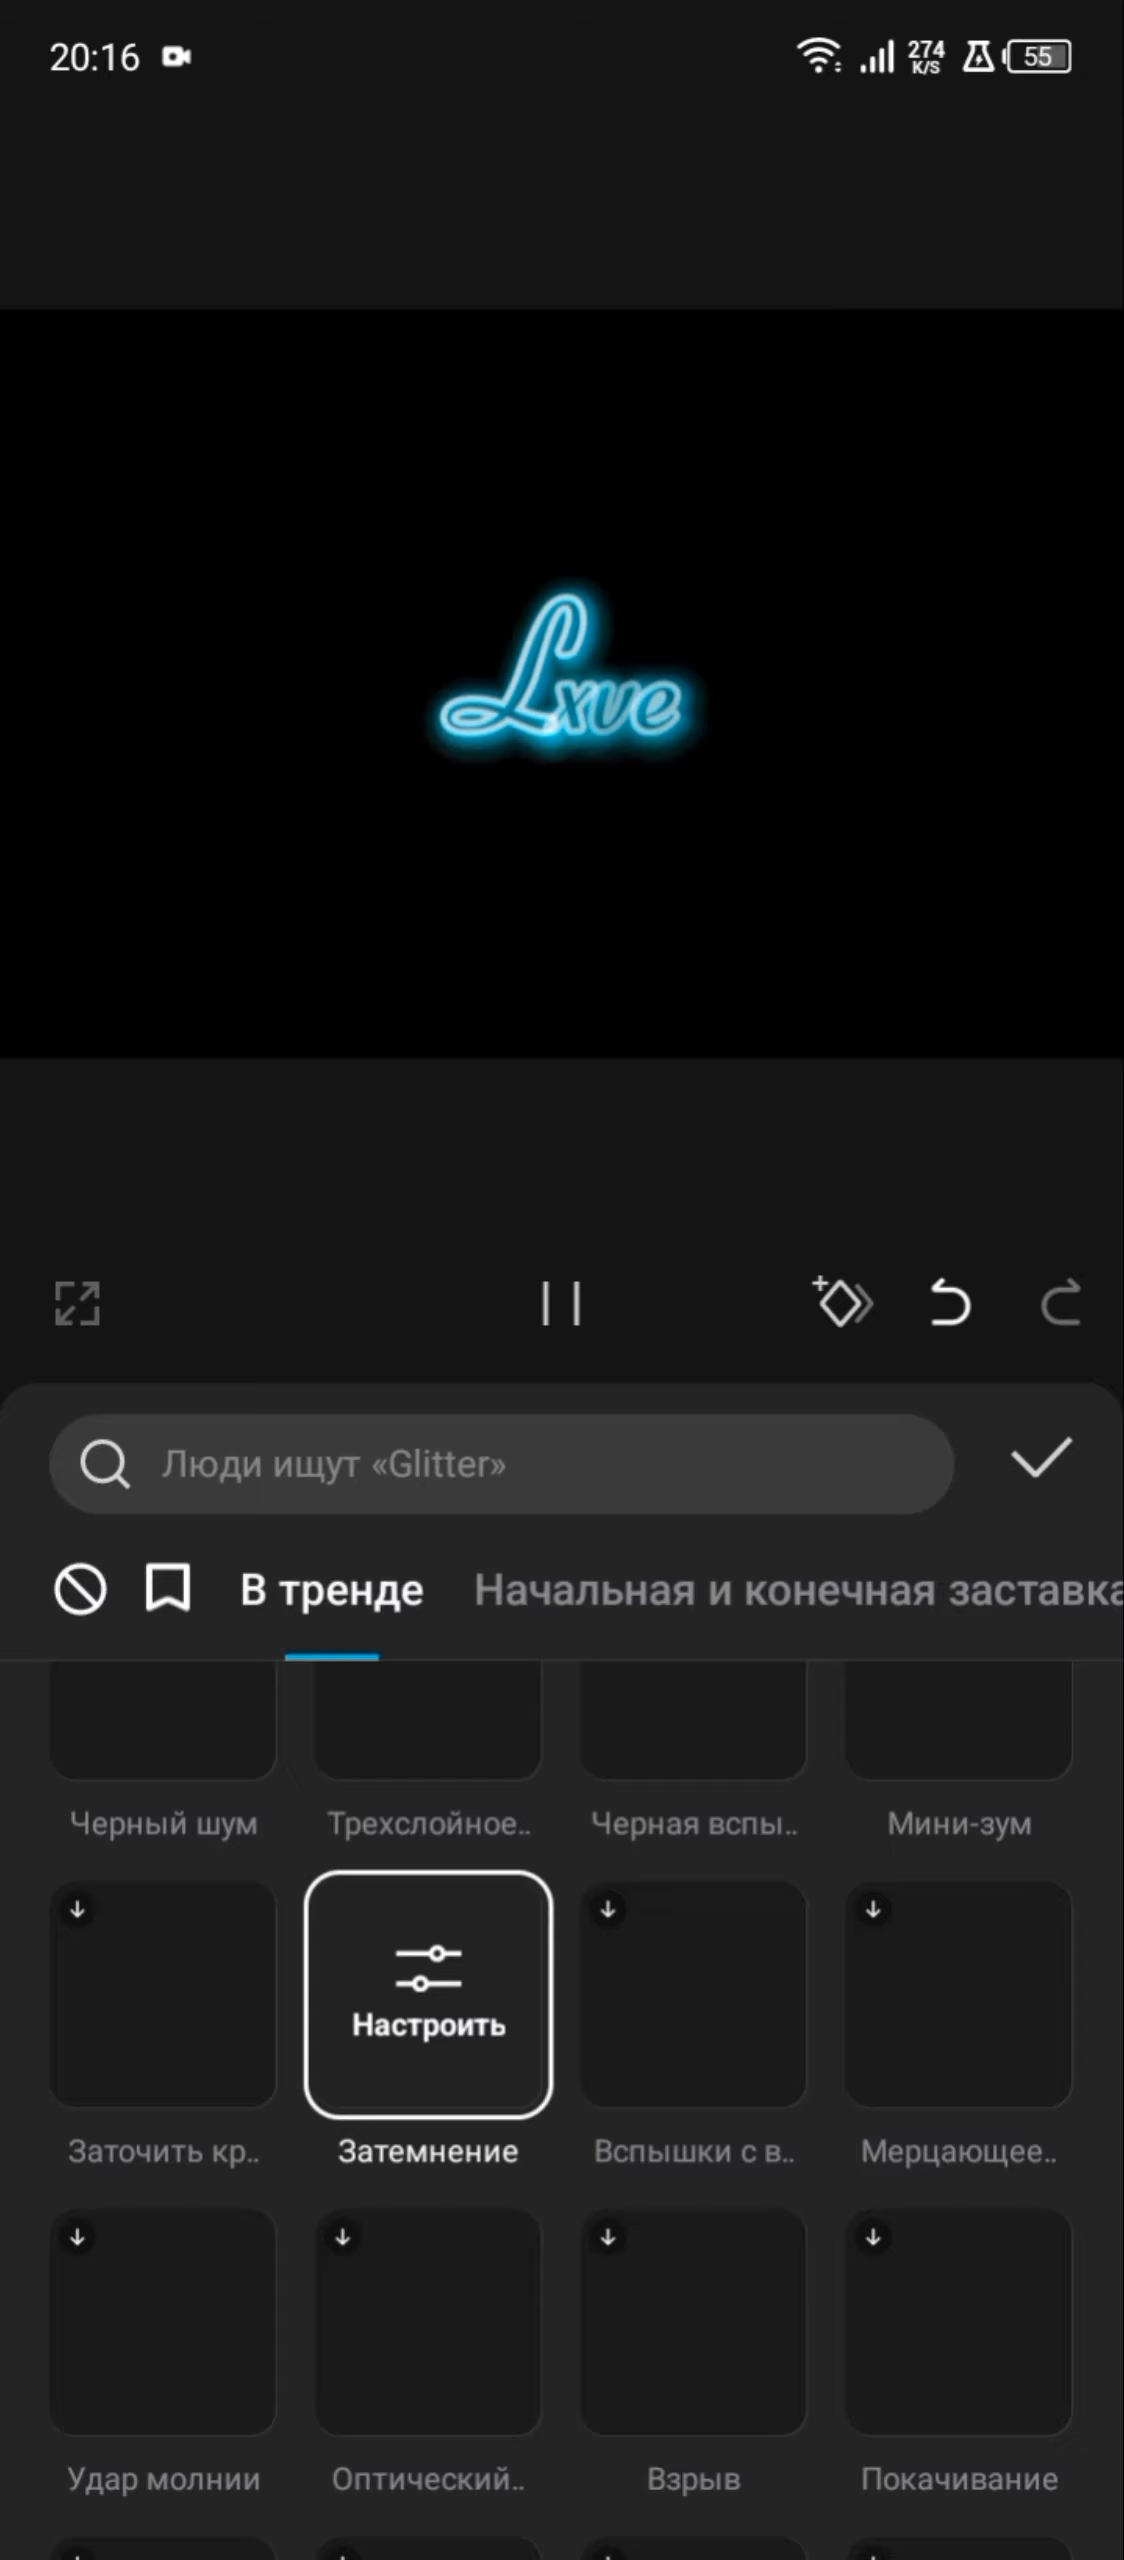 20:16
274
K/S
55
Lxve
Люди ищут «Glitter»
В тренде Начальная и конечная заставка
Черный шум Трехслойное.. Черная вспы.. Мини-зум
Настроить
Заточить кр.. Затемнение Вспышки с в.. Мерцающее..
Удар молнии Оптический.. Взрыв Покачивание